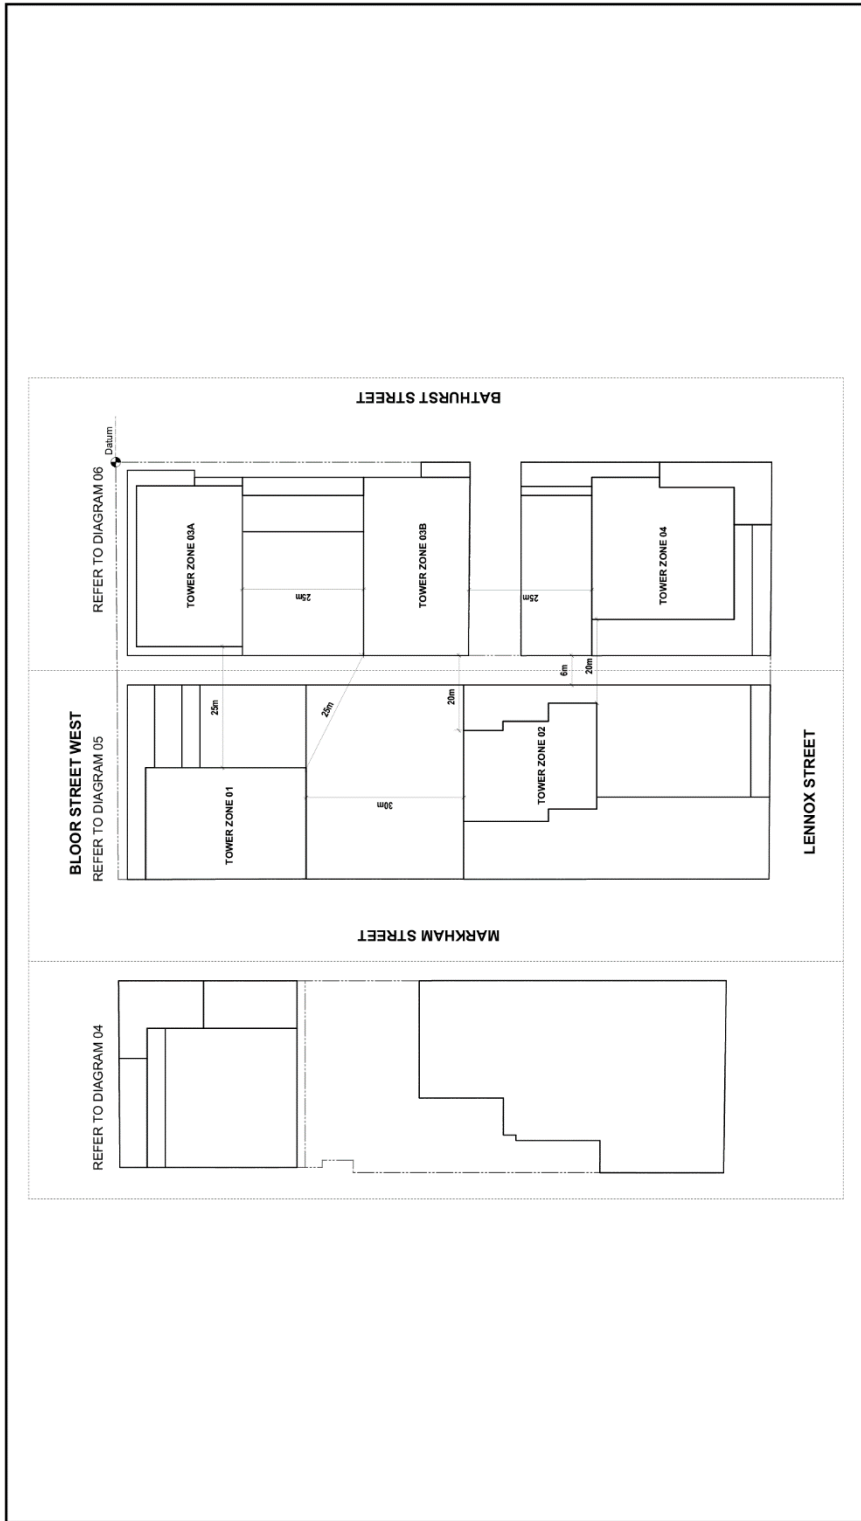 BLOOR STREET WEST
REFER TO DIAGRAM 04
REFER TO DIAGRAM 05
REFER TO DIAGRAM 06
Datum
MARKHAM STREET
BATHURST STREET
TOWER ZONE 01
25m
TOWER ZONE 03A
25m
25m
30m
TOWER ZONE 03B
20m
TOWER ZONE 02
25m
6m
20m
TOWER ZONE 04
LENNOX STREET